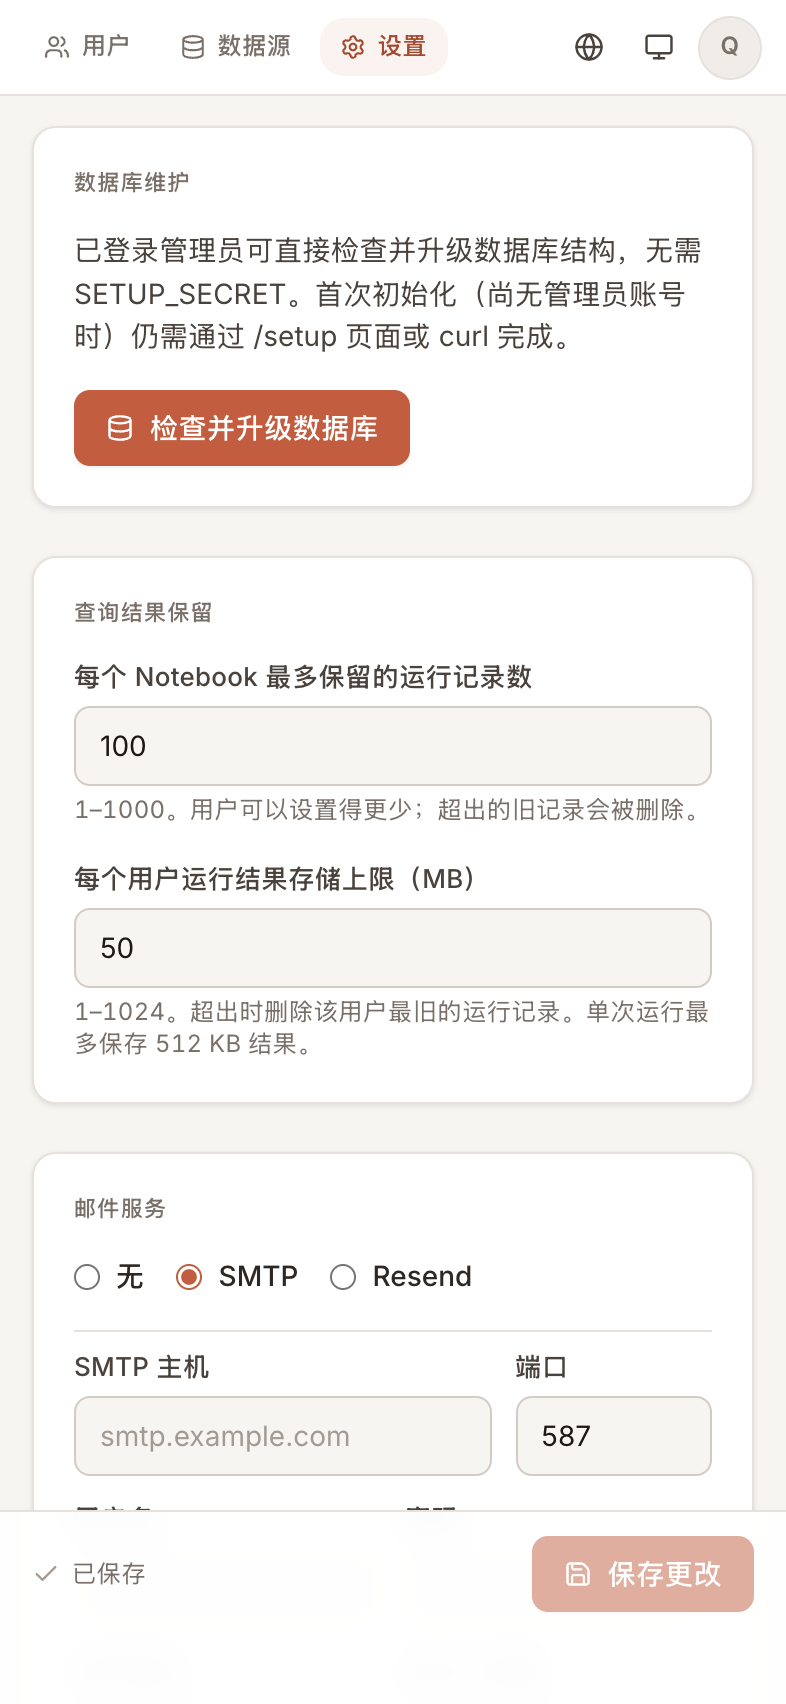 用户 数据源 设置 Q
数据库维护
已登录管理员可直接检查并升级数据库结构，无需
SETUP_SECRET。首次初始化（尚无管理员账号
时）仍需通过 /setup 页面或 curl 完成。
检查并升级数据库
查询结果保留
每个 Notebook 最多保留的运行记录数
100
1–1000。用户可以设置得更少；超出的旧记录会被删除。
每个用户运行结果存储上限（MB）
50
1–1024。超出时删除该用户最旧的运行记录。单次运行最
多保存 512 KB 结果。
邮件服务
无 SMTP Resend
SMTP 主机 端口
smtp.example.com 587
已保存 保存更改